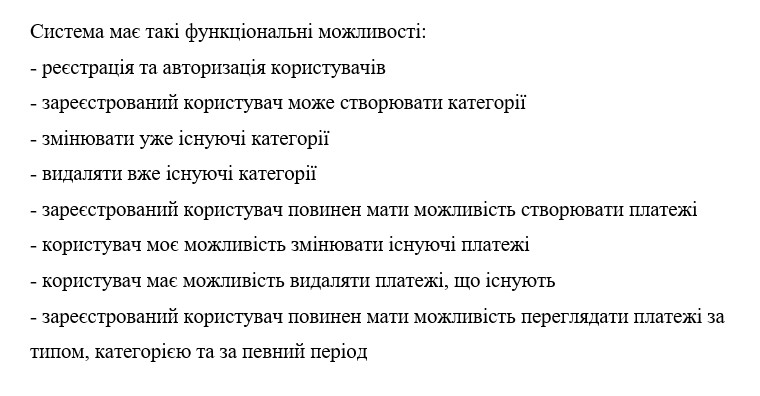 Система має такі функціональні можливості:
- реєстрація та авторизація користувачів
- зареєстрований користувач може створювати категорії
- змінювати уже існуючі категорії
- видаляти вже існуючі категорії
- зареєстрований користувач повинен мати можливість створювати платежі
- користувач моє можливість змінювати існуючі платежі
- користувач має можливість видаляти платежі, що існують
- зареєстрований користувач повинен мати можливість переглядати платежі за
типом, категорією та за певний період